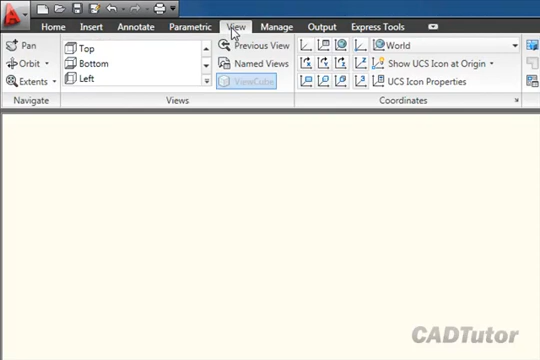 Home Insert Annotate Parametric View Manage Output Express Tools
Pan Top Previous View World
Orbit Bottom Named Views Show UCS Icon at Origin
Extents Left ViewCube UCS Icon Properties
Navigate Views Coordinates
CADTutor